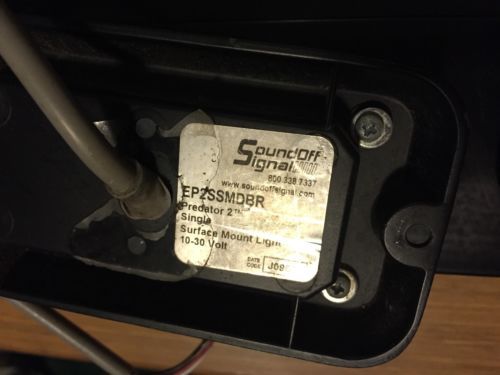 SoundOff
Signal
800.338.7337
www.soundoffsignal.com
EP2SSMDBR
Predator 2™
Single
Surface Mount Light
10-30 Volt
DATE
CODE